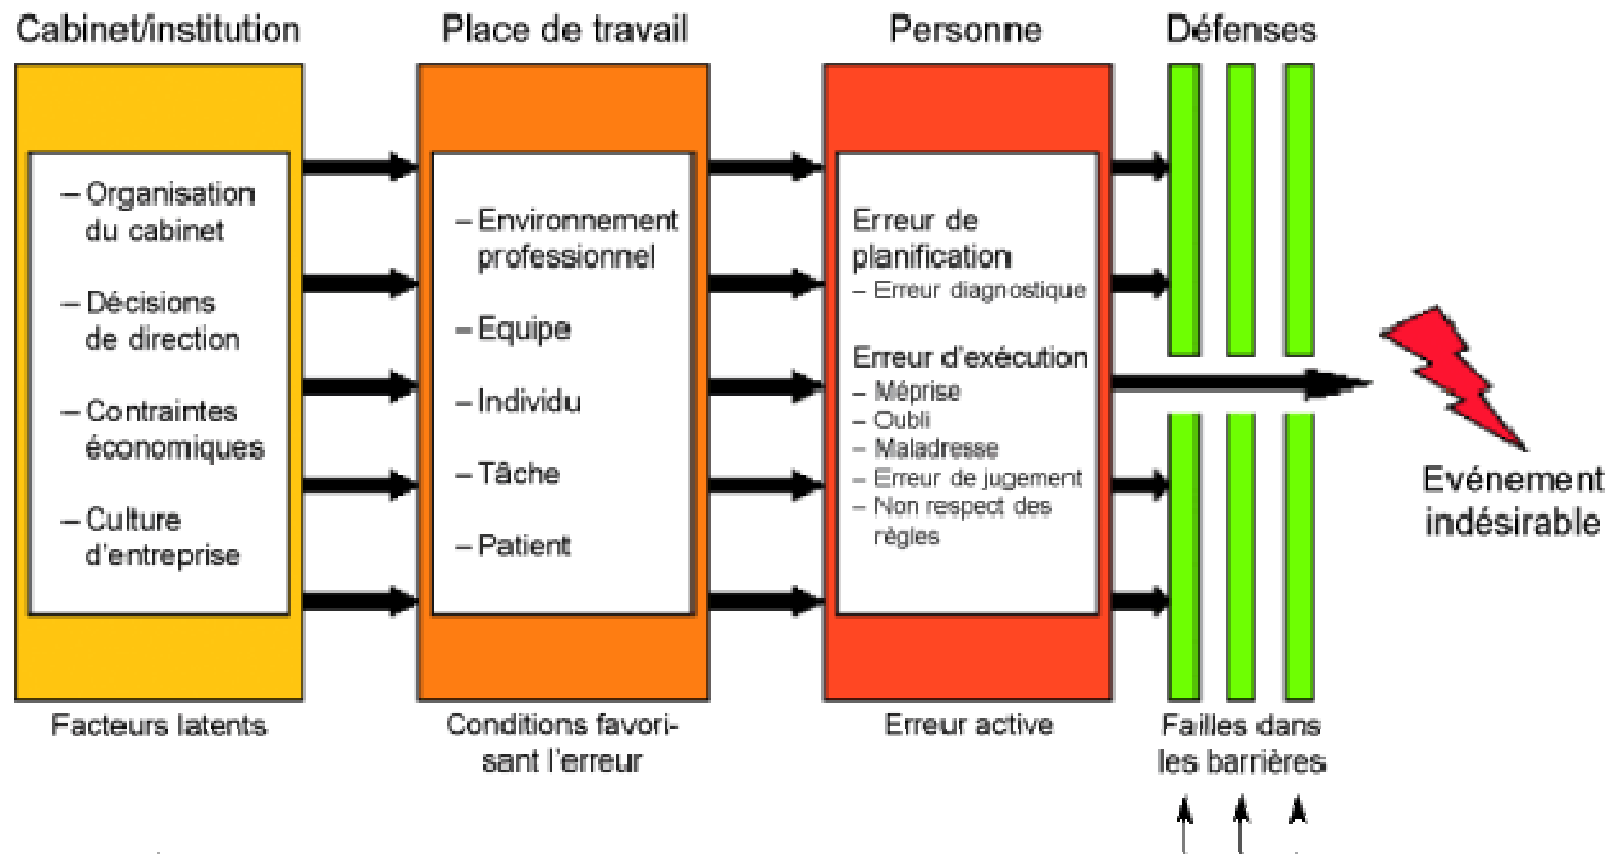 Cabinet/institution
Place de travail
Personne
Défenses
– Organisation
du cabinet
– Décisions
de direction
– Contraintes
économiques
– Culture
d'entreprise
– Environnement
professionnel
– Equipe
– Individu
– Tâche
– Patient
Erreur de
planification
– Erreur diagnostique
Erreur d'exécution
– Méprise
– Oubli
– Maladresse
– Erreur de jugement
– Non respect des
règles
Evénement
indésirable
Facteurs latents
Conditions favori-
sant l'erreur
Erreur active
Failles dans
les barrières